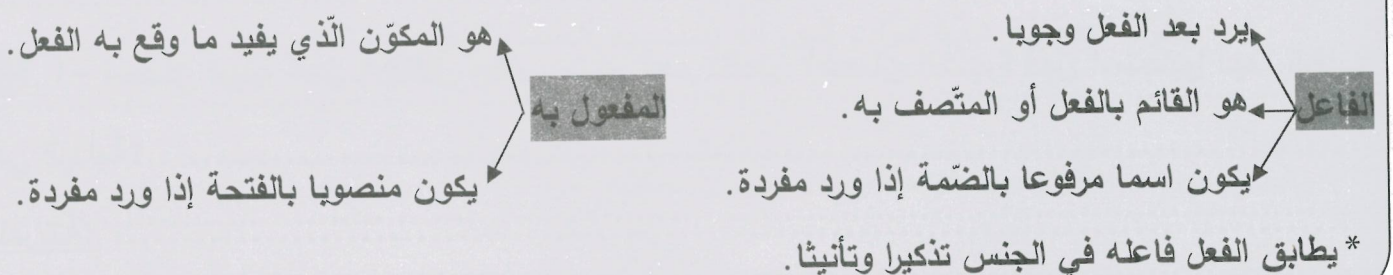 الفاعل
يرد بعد الفعل وجوبا.
هو القائم بالفعل أو المتّصف به.
يكون اسما مرفوعا بالضّمة إذا ورد مفردة.
* يطابق الفعل فاعله في الجنس تذكيرا وتأنيثا.
المفعول به
هو المكوّن الّذي يفيد ما وقع به الفعل.
يكون منصوبا بالفتحة إذا ورد مفردة.